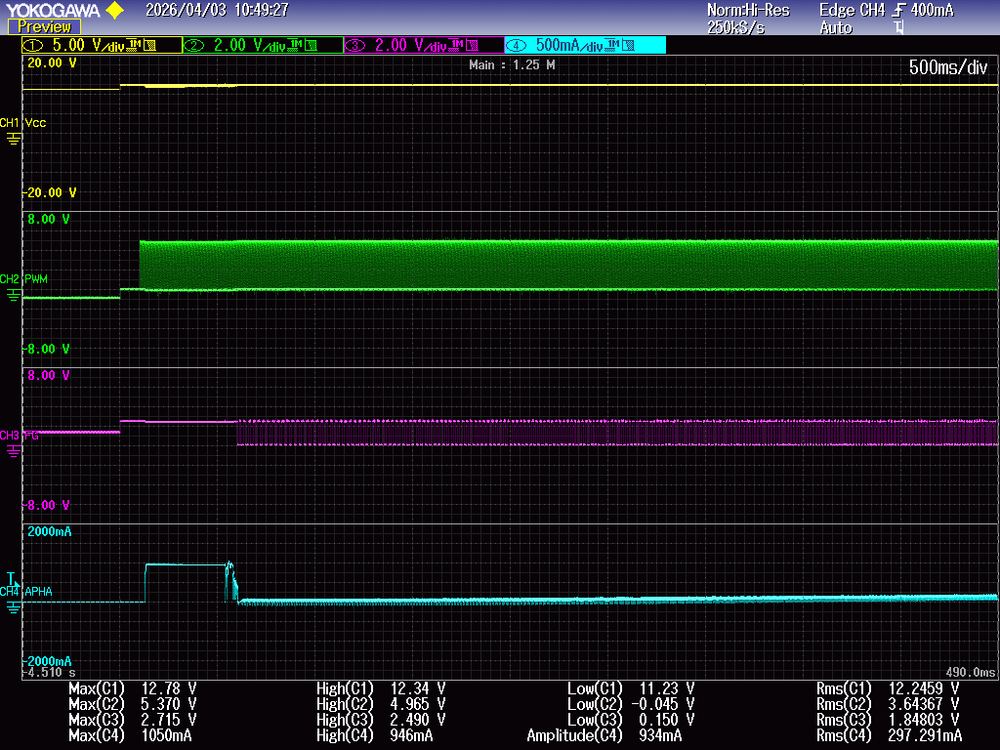 YOKOGAWA 2026/04/03 10:49:27 Norm:Hi-Res Edge CH4 400mA
Preview 250kS/s Auto
1 5.00 V/div 1M 2 2.00 V/div 1M 3 2.00 V/div 1M 4 500mA/div 1M
20.00 V Main : 1.25 M 500ms/div
CH1 Vcc
-20.00 V
8.00 V
CH2 PWM
-8.00 V
8.00 V
CH3 FG
-8.00 V
2000mA
T
CH4 APHA
-2000mA
-4.510 s 490.0ms
Max(C1) 12.78 V High(C1) 12.34 V Low(C1) 11.23 V Rms(C1) 12.2459 V
Max(C2) 5.370 V High(C2) 4.965 V Low(C2) -0.045 V Rms(C2) 3.64367 V
Max(C3) 2.715 V High(C3) 2.490 V Low(C3) 0.150 V Rms(C3) 1.84803 V
Max(C4) 1050mA High(C4) 946mA Amplitude(C4) 934mA Rms(C4) 297.291mA